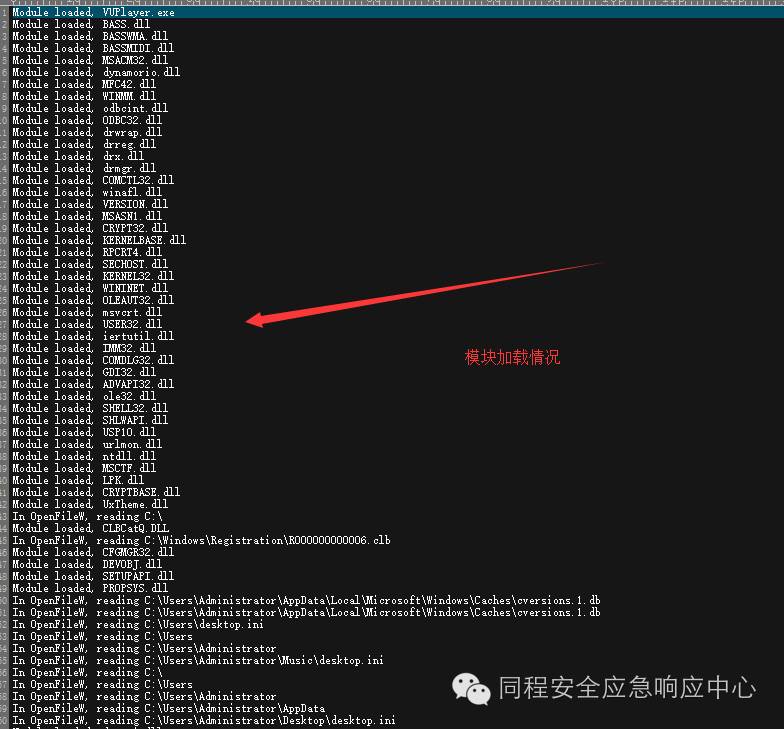 Module loaded, VUPlayer.exe
Module loaded, BASS.dll
Module loaded, BASSWMA.dll
Module loaded, BASSMIDI.dll
Module loaded, MSACM32.dll
Module loaded, dynamorio.dll
Module loaded, MFC42.dll
Module loaded, WINMM.dll
Module loaded, odbcint.dll
Module loaded, ODBC32.dll
Module loaded, drwrap.dll
Module loaded, drreg.dll
Module loaded, drx.dll
Module loaded, drmgr.dll
Module loaded, COMCTL32.dll
Module loaded, winafl.dll
Module loaded, VERSION.dll
Module loaded, MSASN1.dll
Module loaded, CRYPT32.dll
Module loaded, KERNELBASE.dll
Module loaded, RPCRT4.dll
Module loaded, SECHOST.dll
Module loaded, KERNEL32.dll
Module loaded, WININET.dll
Module loaded, OLEAUT32.dll
Module loaded, msvcrt.dll
Module loaded, USER32.dll
Module loaded, iertutil.dll
Module loaded, IMM32.dll
Module loaded, COMDLG32.dll
模块加载情况
Module loaded, GDI32.dll
Module loaded, ADVAPI32.dll
Module loaded, ole32.dll
Module loaded, SHELL32.dll
Module loaded, SHLWAPI.dll
Module loaded, USP10.dll
Module loaded, urlmon.dll
Module loaded, ntdll.dll
Module loaded, MSCTF.dll
Module loaded, LPK.dll
Module loaded, CRYPTBASE.dll
Module loaded, UxTheme.dll
In OpenFileW, reading C:\
Module loaded, CLBCatQ.DLL
In OpenFileW, reading C:\Windows\Registration\R000000000006.clb
Module loaded, CFGMGR32.dll
Module loaded, DEVOBJ.dll
Module loaded, SETUPAPI.dll
Module loaded, PROPSYS.dll
In OpenFileW, reading C:\Users\Administrator\AppData\Local\Microsoft\Windows\Caches\cversions.1.db
In OpenFileW, reading C:\Users\Administrator\AppData\Local\Microsoft\Windows\Caches\cversions.1.db
In OpenFileW, reading C:\Users\desktop.ini
In OpenFileW, reading C:\Users
In OpenFileW, reading C:\Users\Administrator
In OpenFileW, reading C:\Users\Administrator\Music\desktop.ini
In OpenFileW, reading C:\
In OpenFileW, reading C:\Users
In OpenFileW, reading C:\Users\Administrator
In OpenFileW, reading C:\Users\Administrator\AppData
In OpenFileW, reading C:\Users\Administrator\Desktop\desktop.ini
同程安全应急响应中心